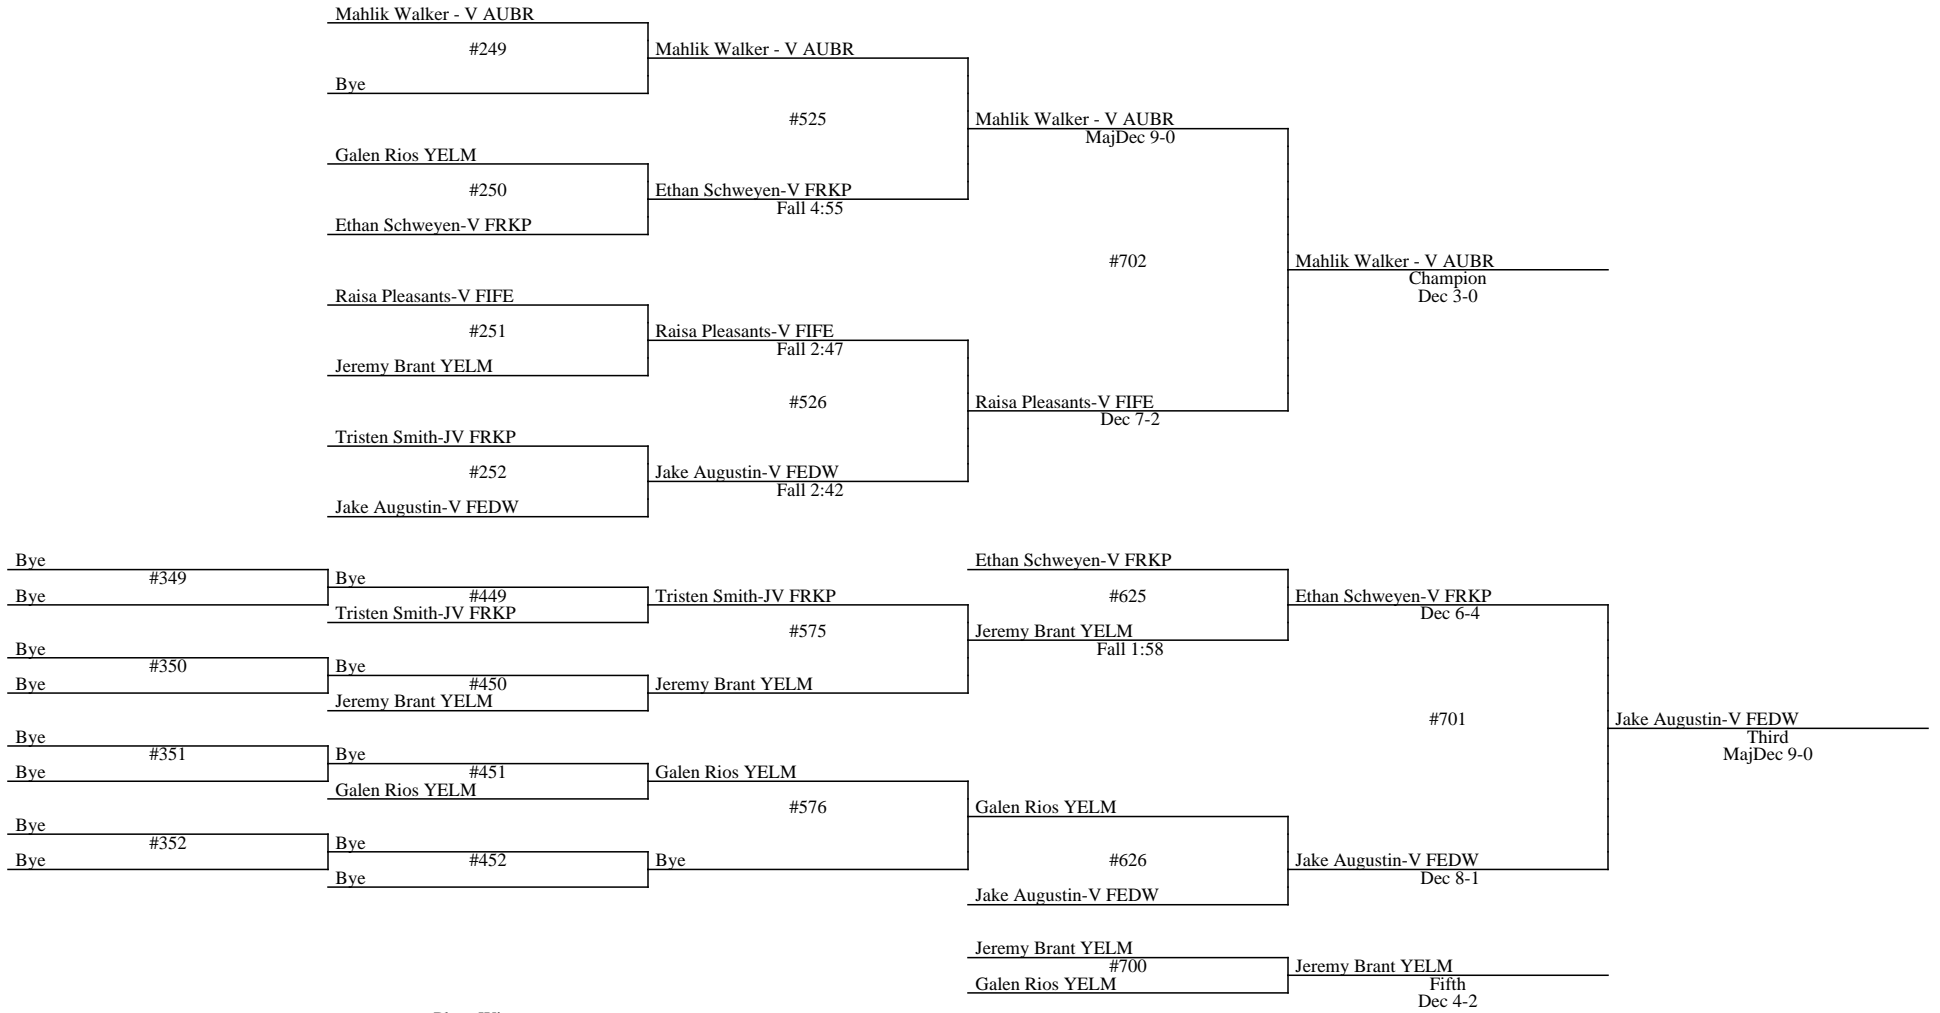 Mahlik Walker - V AUBR
#249
Mahlik Walker - V AUBR
Bye
#525
Mahlik Walker - V AUBR
MajDec 9-0
Galen Rios YELM
#250
Ethan Schweyen-V FRKP
Fall 4:55
Ethan Schweyen-V FRKP
#702
Mahlik Walker - V AUBR
Champion
Dec 3-0
Raisa Pleasants-V FIFE
#251
Raisa Pleasants-V FIFE
Fall 2:47
Jeremy Brant YELM
#526
Raisa Pleasants-V FIFE
Dec 7-2
Tristen Smith-JV FRKP
#252
Jake Augustin-V FEDW
Fall 2:42
Jake Augustin-V FEDW
Bye
#349
Bye
Bye
#449
Tristen Smith-JV FRKP
Tristen Smith-JV FRKP
Ethan Schweyen-V FRKP
#625
Ethan Schweyen-V FRKP
Dec 6-4
#575
Jeremy Brant YELM
Fall 1:58
Bye
#350
Bye
Bye
#450
Jeremy Brant YELM
Jeremy Brant YELM
#701
Jake Augustin-V FEDW
Third
MajDec 9-0
Bye
#351
Bye
Bye
#451
Galen Rios YELM
Galen Rios YELM
#576
Galen Rios YELM
Bye
#352
Bye
Bye
#452
Bye
Bye
#626
Jake Augustin-V FEDW
Dec 8-1
Jake Augustin-V FEDW
Jeremy Brant YELM
#700
Galen Rios YELM
Jeremy Brant YELM
Fifth
Dec 4-2